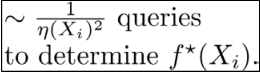 ∼ 1/η(X_i)² queries
to determine f⋆(X_i).